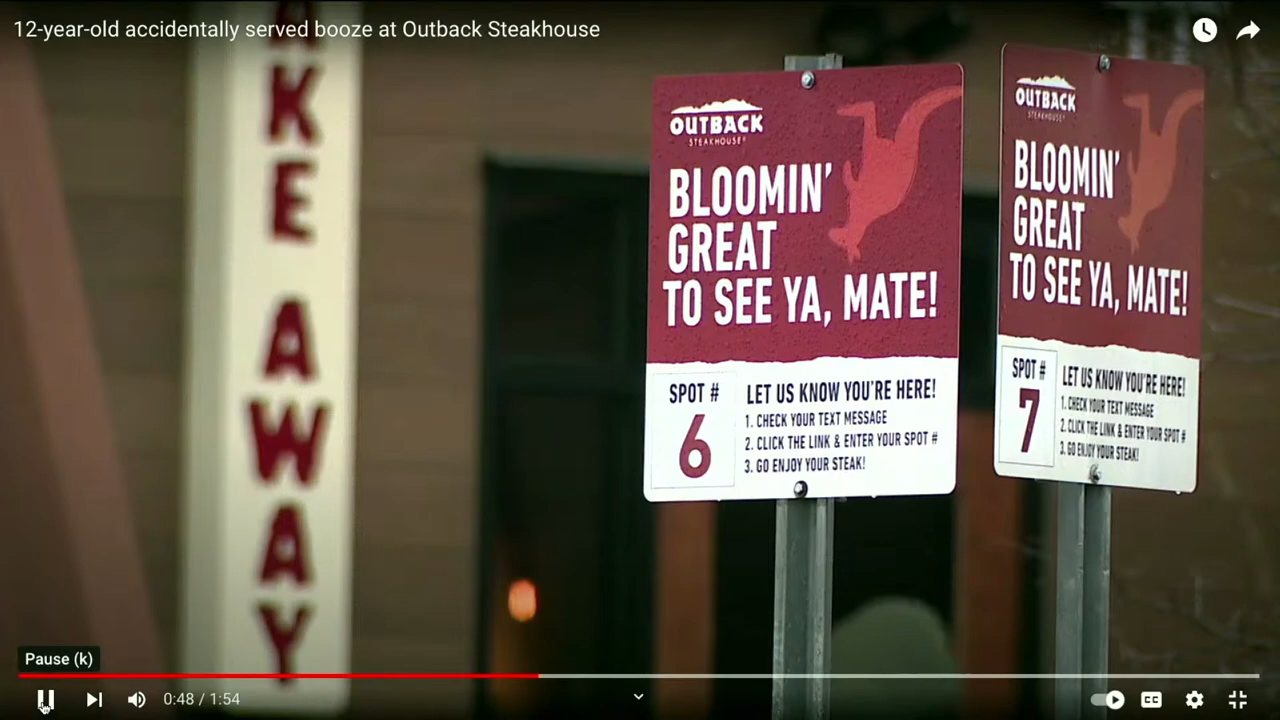 12-year-old accidentally served booze at Outback Steakhouse
AKE AWAY
OUTBACK
STEAKHOUSE®
BLOOMIN'
GREAT
TO SEE YA, MATE!
SPOT #
6
LET US KNOW YOU'RE HERE!
1. CHECK YOUR TEXT MESSAGE
2. CLICK THE LINK & ENTER YOUR SPOT #
3. GO ENJOY YOUR STEAK!
OUTBACK
STEAKHOUSE®
BLOOMIN'
GREAT
TO SEE YA, MATE!
SPOT #
7
LET US KNOW YOU'RE HERE!
1. CHECK YOUR TEXT MESSAGE
2. CLICK THE LINK & ENTER YOUR SPOT #
3. GO ENJOY YOUR STEAK!
Pause (k)
0:48 / 1:54
CC